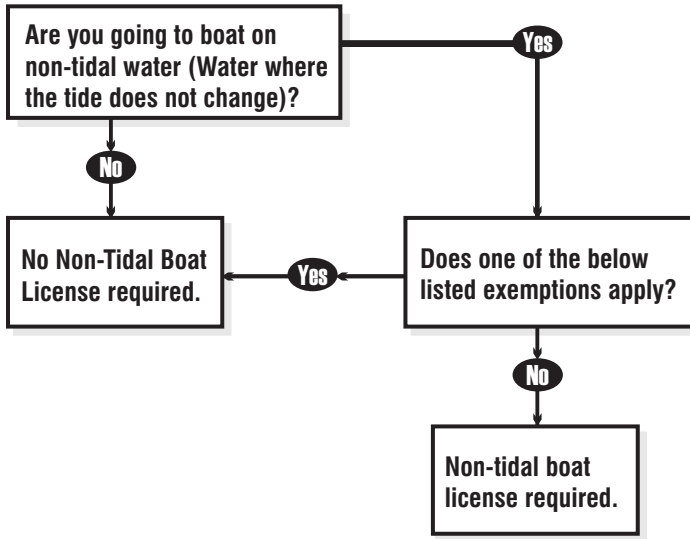 Are you going to boat on
non-tidal water (Water where
the tide does not change)?
Yes
No
No Non-Tidal Boat
License required.
Yes
Does one of the below
listed exemptions apply?
No
Non-tidal boat
license required.